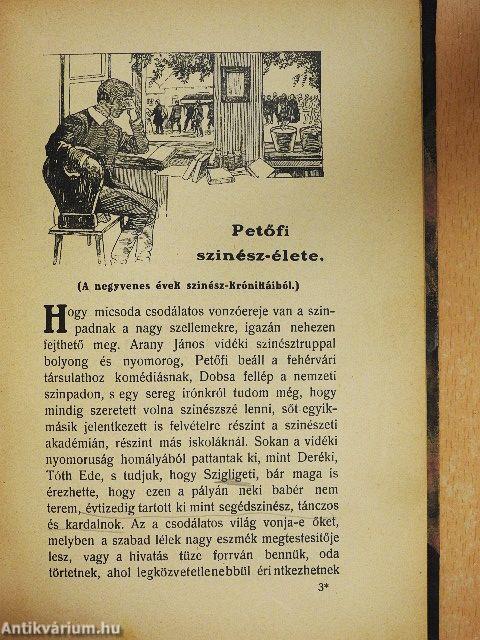 Petőfi
szinész-élete.
(A negyvenes évek szinész-krónikáiból.)
Hogy micsoda csodálatos vonzóereje van a szin-
padnak a nagy szellemekre, igazán nehezen
fejthető meg. Arany János vidéki szinésztruppal
bolyong és nyomorog, Petőfi beáll a fehérvári
társulathoz komédiásnak, Dobsa fellép a nemzeti
szinpadon, s egy sereg irónkról tudom még, hogy
mindig szeretett volna szinészszé lenni, sőt egyik-
másik jelentkezett is felvételre részint a szinészeti
akadémián, részint más iskoláknál. Sokan a vidéki
nyomoruság homályából pattantak ki, mint Deréki,
Tóth Ede, s tudjuk, hogy Szigligeti, bár maga is
érezhette, hogy ezen a pályán neki babér nem
terem, évtizedig tartott ki mint segédszinész, tánczos
és kardalnok. Az a csodálatos világ vonja-e őket,
melyben a szabad lélek nagy eszmék megtestesitője
lesz, vagy a hivatás tüze forrván bennük, oda
törtetnek, ahol legközvetetlenebbül érintkezhetnek
3*
Antikvárium.hu